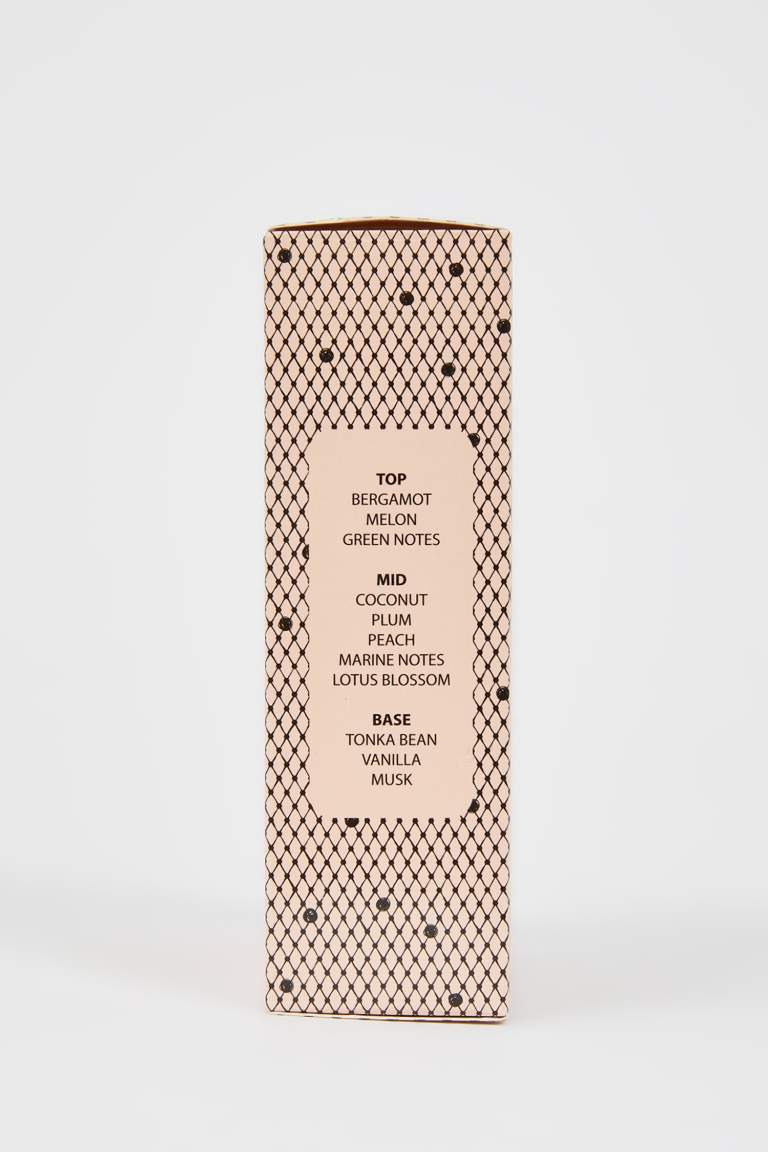 TOP
BERGAMOT
MELON
GREEN NOTES
MID
COCONUT
PLUM
PEACH
MARINE NOTES
LOTUS BLOSSOM
BASE
TONKA BEAN
VANILLA
MUSK